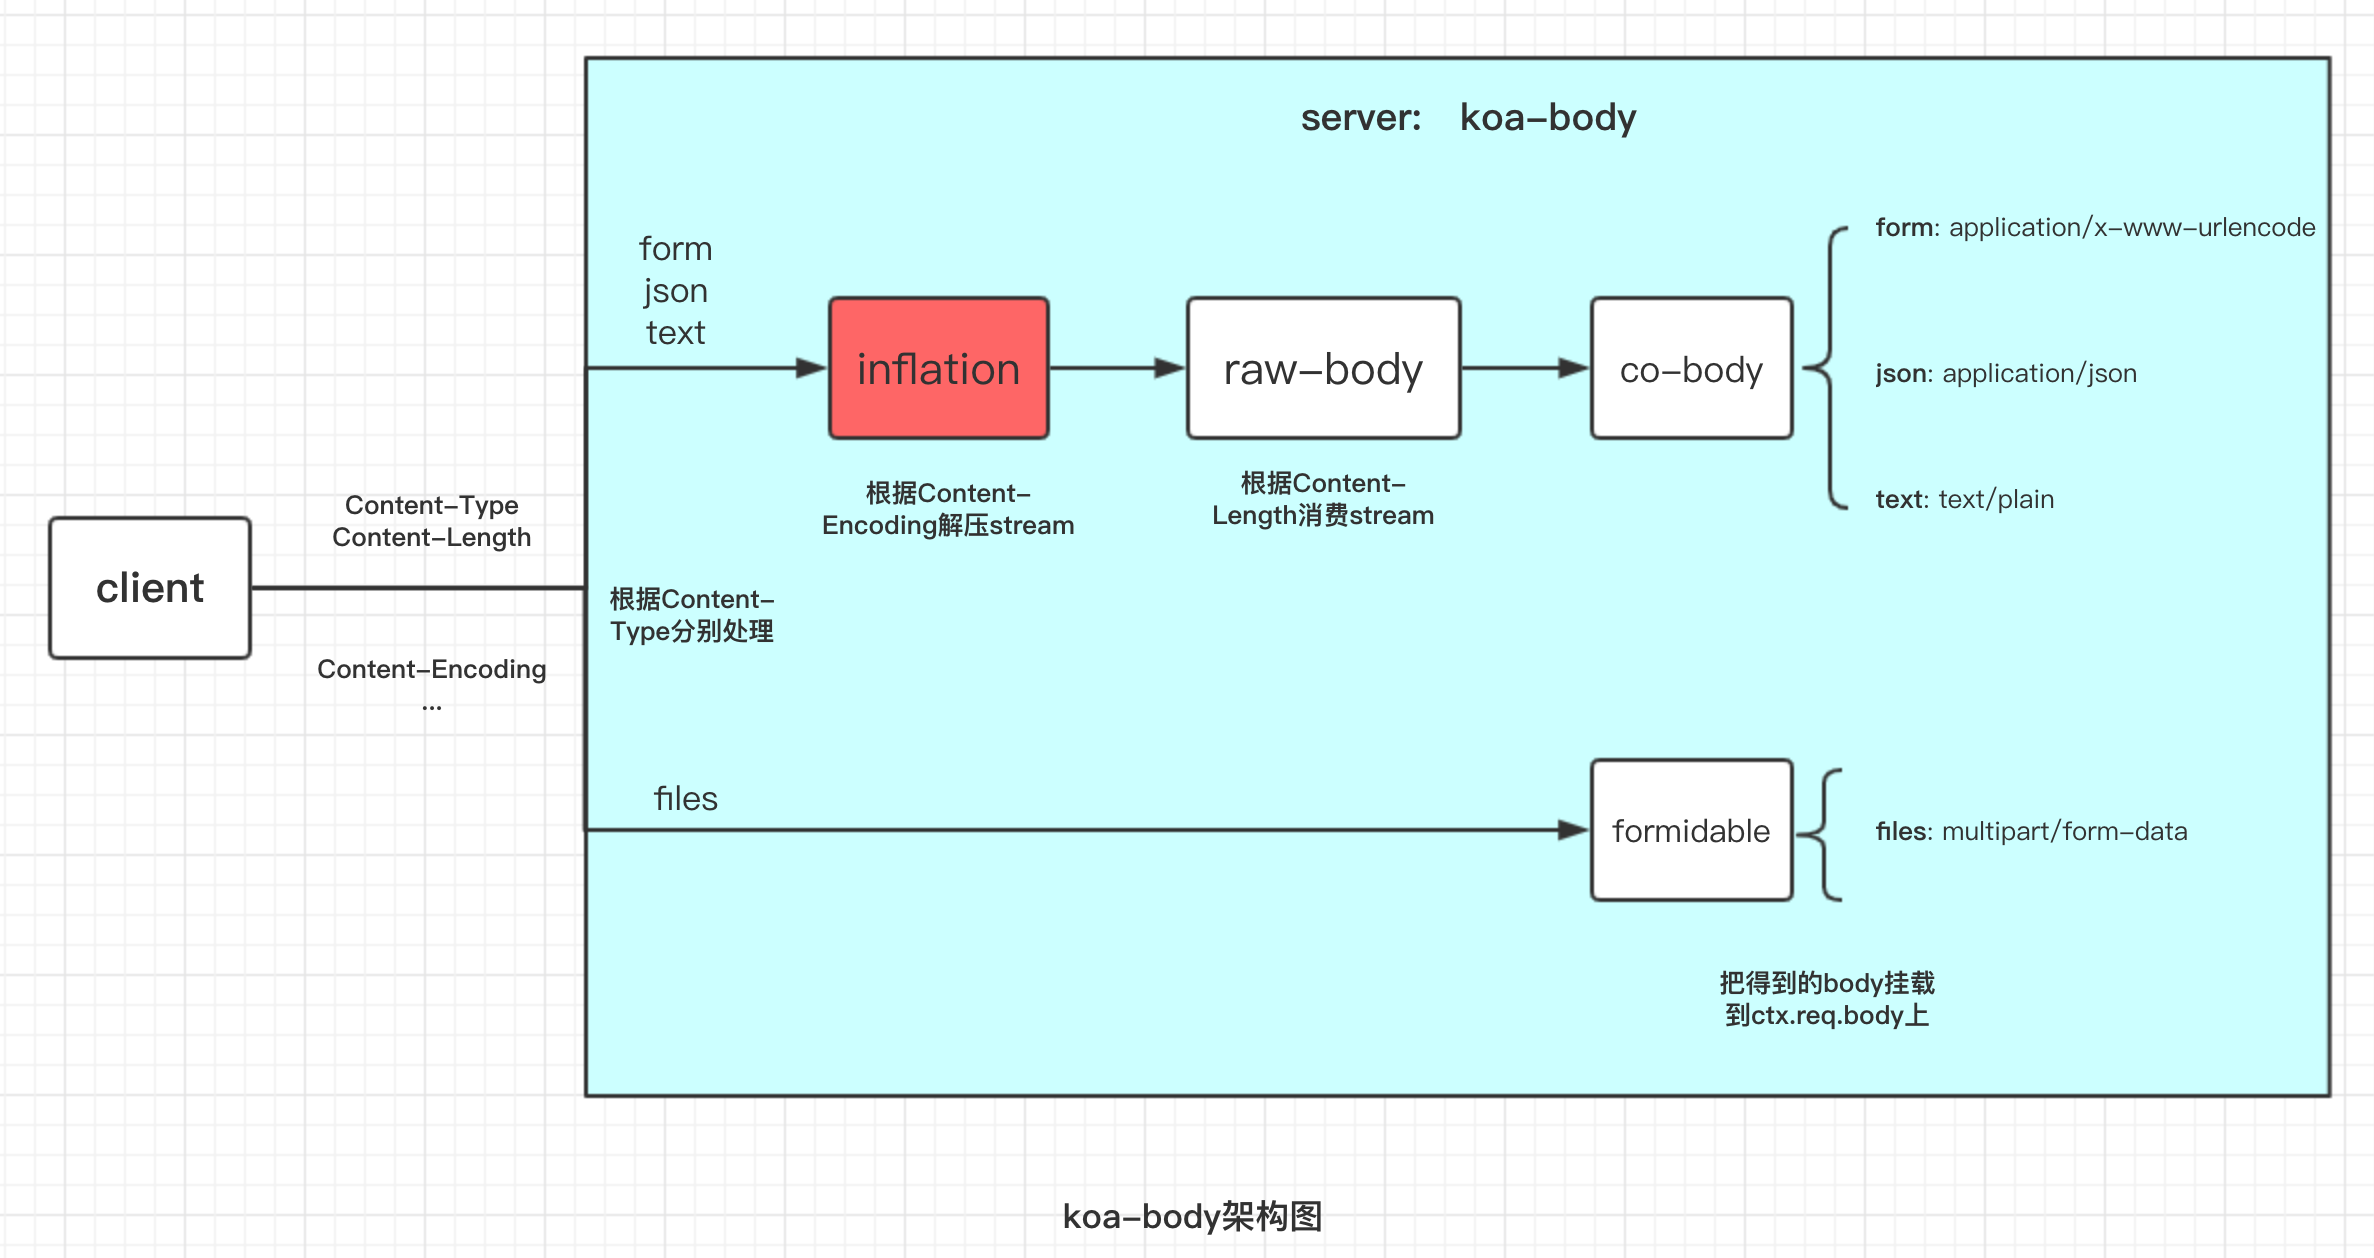 server: koa-body
form
json
text
inflation
raw-body
co-body
form: application/x-www-urlencode
json: application/json
text: text/plain
根据Content-
Encoding解压stream
根据Content-
Length消费stream
Content-Type
Content-Length
client
Content-Encoding
...
根据Content-
Type分别处理
files
formidable
files: multipart/form-data
把得到的body挂载
到ctx.req.body上
koa-body架构图